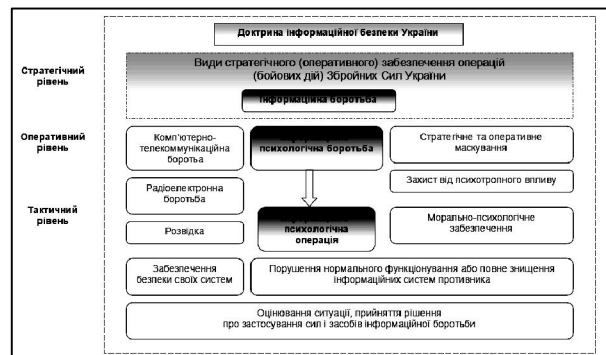 Доктрина інформаційної безпеки України
Стратегічний
рівень
Види стратегічного (оперативного) забезпечення операцій
(бойових дій) Збройних Сил України
Інформаційна боротьба
Оперативний
рівень
Комп'ютерно-
телекомунікаційна
боротьа
психологічна боротьба
Стратегічне та оперативне
маскування
Радіоелектронна
боротьба
Захист від психотропного впливу
Тактичний
рівень
Розвідка
психологічна
операція
Морально-психологічне
забезпечення
Забезпечення
безпеки своїх систем
Порушення нормального функціонування або повне знищення
інформаційних систем противника
Оцінювання ситуації, прийняття рішення
про застосування сил і засобів інформаційної боротьби